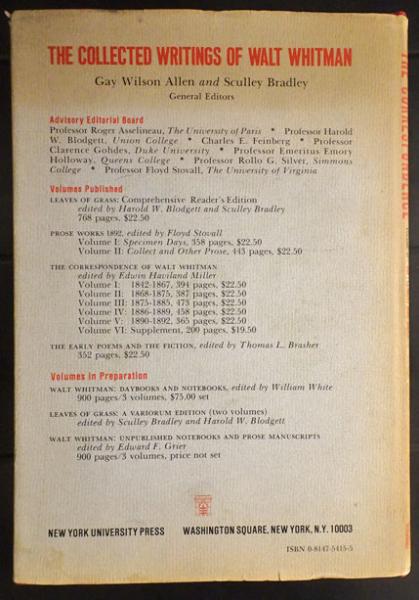 THE COLLECTED WRITINGS OF WALT WHITMAN
Gay Wilson Allen and Sculley Bradley
General Editors
Advisory Editorial Board
Professor Roger Asselineau, The University of Paris * Professor Harold
W. Blodgett, Union College * Charles E. Feinberg * Professor
Clarence Gohdes, Duke University * Professor Emeritus Emory
Holloway, Queens College * Professor Rollo G. Silver, Simmons
College * Professor Floyd Stovall, The University of Virginia
Volumes Published
LEAVES OF GRASS: Comprehensive Reader's Edition
edited by Harold W. Blodgett and Sculley Bradley
768 pages, $22.50
PROSE WORKS 1892, edited by Floyd Stovall
Volume I: Specimen Days, 358 pages, $22.50
Volume II: Collect and Other Prose, 445 pages, $22.50
THE CORRESPONDENCE OF WALT WHITMAN
edited by Edwin Haviland Miller
Volume I: 1842-1867, 394 pages, $22.50
Volume II: 1868-1875, 387 pages, $22.50
Volume III: 1875-1885, 473 pages, $22.50
Volume IV: 1886-1889, 458 pages, $22.50
Volume V: 1890-1892, 365 pages, $22.50
Volume VI: Supplement, 200 pages, $19.50
THE EARLY POEMS AND THE FICTION, edited by Thomas L. Brasher
352 pages, $22.50
Volumes in Preparation
WALT WHITMAN: DAYBOOKS AND NOTEBOOKS, edited by William White
900 pages/3 volumes, $75.00 set
LEAVES OF GRASS: A VARIORUM EDITION (two volumes)
edited by Sculley Bradley and Harold W. Blodgett
WALT WHITMAN: UNPUBLISHED NOTEBOOKS AND PROSE MANUSCRIPTS
edited by Edward F. Grier
900 pages/3 volumes, price not set
NEW YORK UNIVERSITY PRESS WASHINGTON SQUARE, NEW YORK, N.Y. 10003
ISBN 0-8147-5415-5
THE CORRESPONDENCE